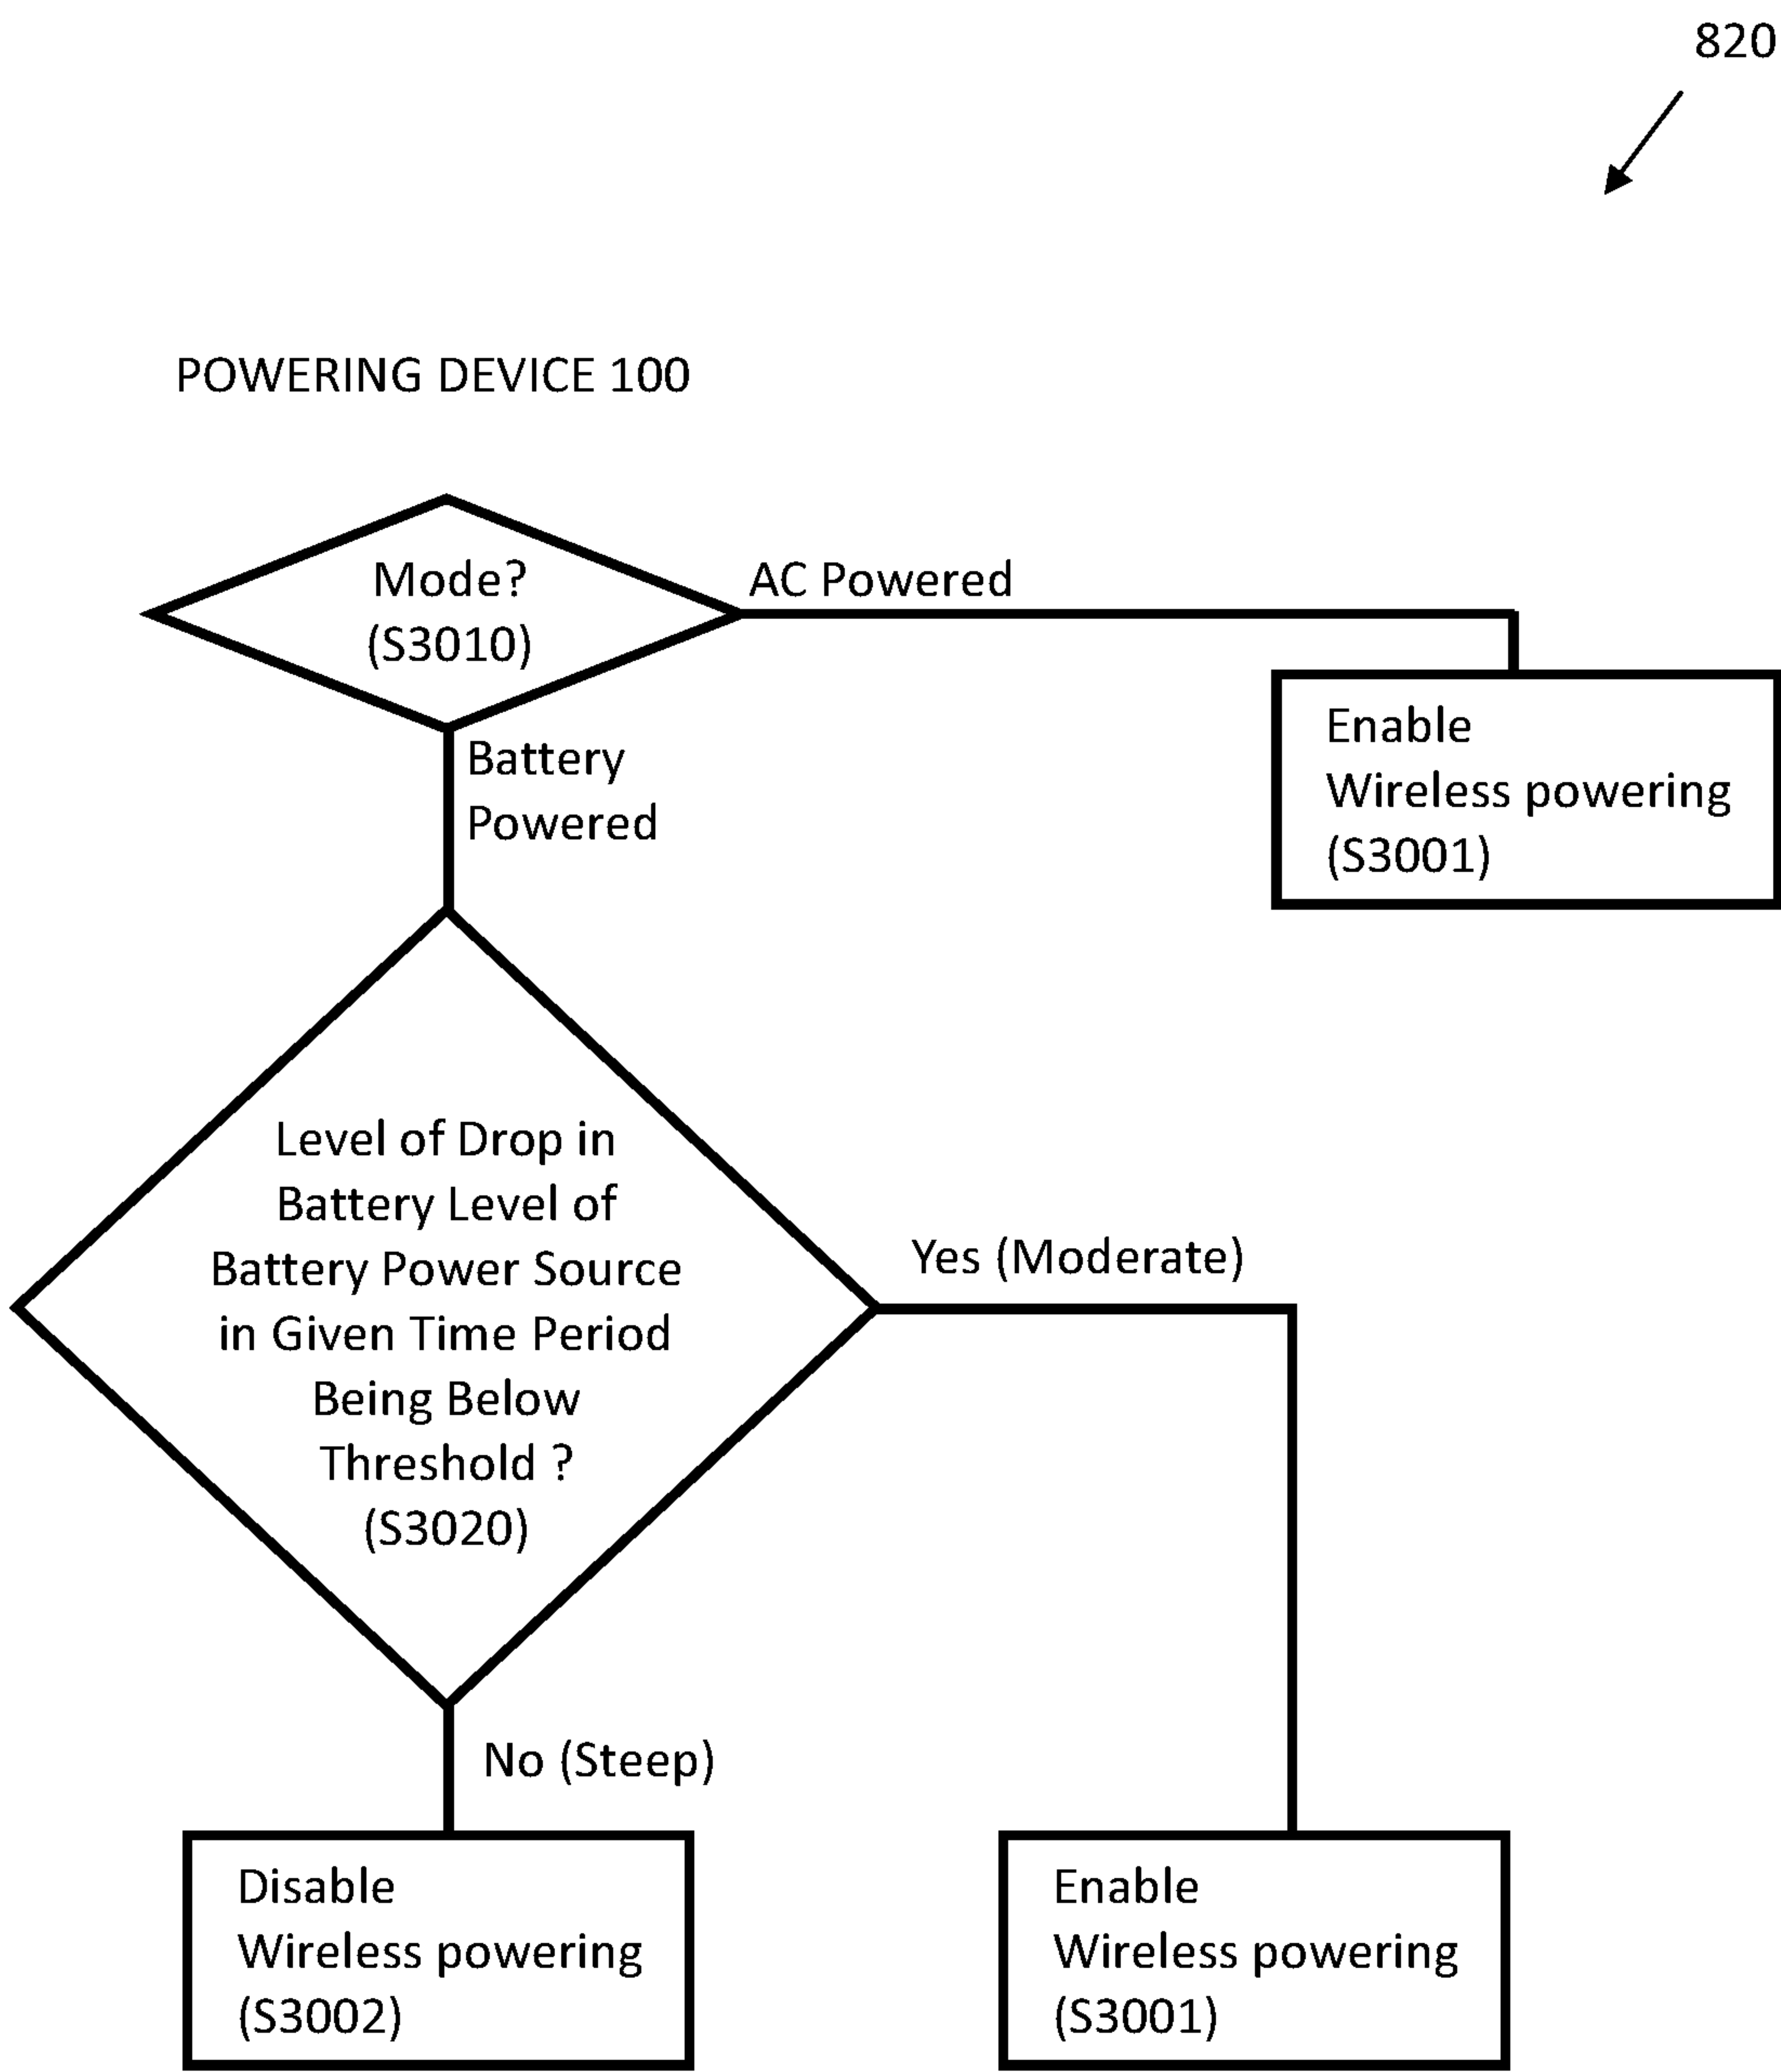 820
POWERING DEVICE 100
Mode?
(S3010)
AC Powered
Enable
Wireless powering
(S3001)
Battery
Powered
Level of Drop in
Battery Level of
Battery Power Source
in Given Time Period
Being Below
Threshold ?
(S3020)
Yes (Moderate)
No (Steep)
Disable
Wireless powering
(S3002)
Enable
Wireless powering
(S3001)